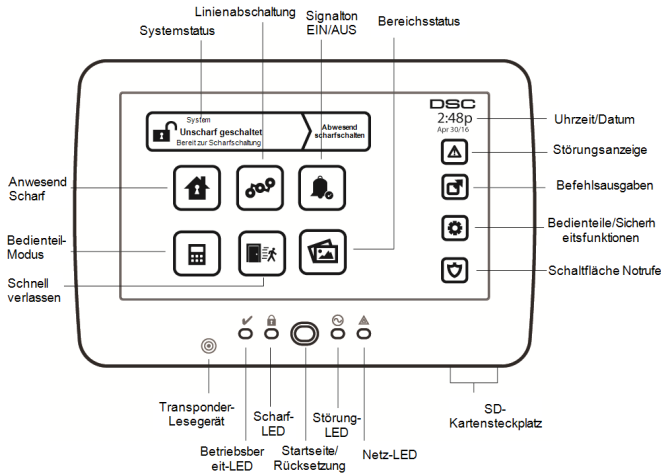 Linienabschaltung
Signalton
EIN/AUS
Systemstatus
Bereichsstatus
System
Unscharf geschaltet
Bereit zur Scharfschaltung
Abwesend
scharfschalten
DSC
2:48p
Apr 30/16
Uhrzeit/Datum
Störungsanzeige
Anwesend
Scharf
Befehlsausgaben
Bedienteil-
Modus
Bedienteile/Sicherh
eitsfunktionen
Schnell
verlassen
Schaltfläche Notrufe
Transponder-
Lesegerät
Betriebsber
eit-LED
Scharf-
LED
Startseite/
Rücksetzung
Störung-
LED
Netz-LED
SD-
Kartensteckplatz